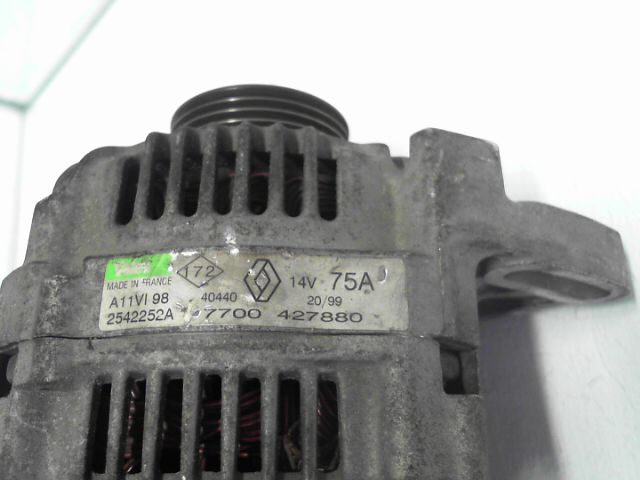 172
MADE IN FRANCE
14V 75A
A11VI 98 40440 20/99
2542252A 7700 427880